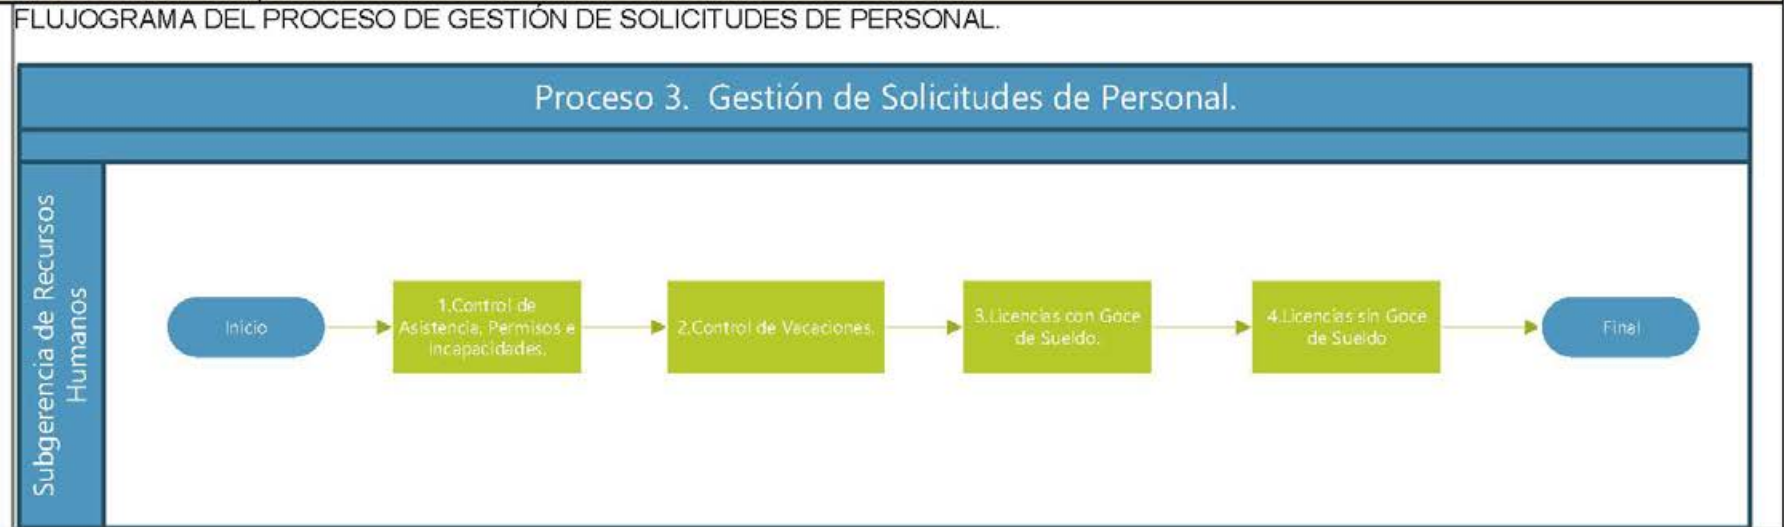 FLUJOGRAMA DEL PROCESO DE GESTIÓN DE SOLICITUDES DE PERSONAL.
Proceso 3. Gestión de Solicitudes de Personal.
Subgerencia de Recursos
Humanos
Inicio
1.Control de
Asistencia, Permisos e
incapacidades.
2.Control de Vacaciones.
3.Licencias con Goce
de Sueldo.
4.Licencias sin Goce
de Sueldo
Final